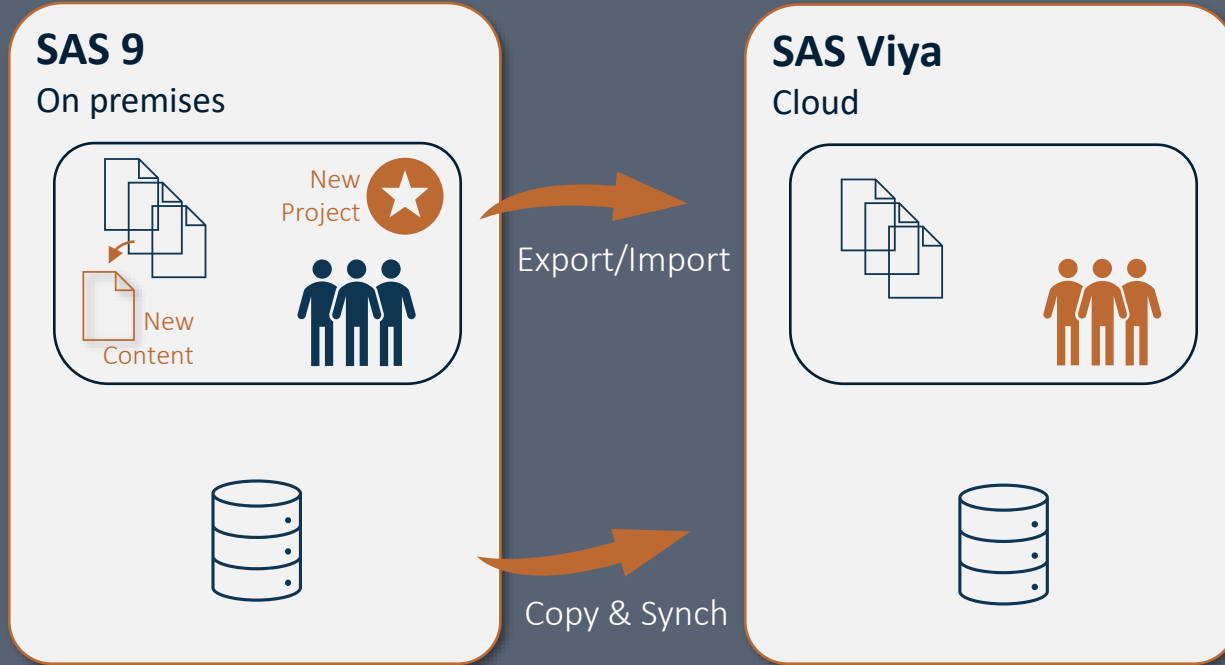 SAS 9
On premises
New
Project
New
Content
Export/Import
Copy & Synch
SAS Viya
Cloud